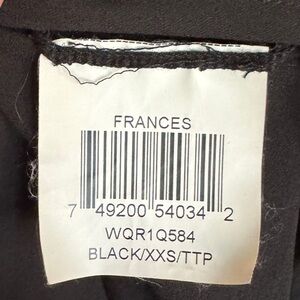 FRANCES
7 49200 54034 2
WQR1Q584
BLACK/XXS/TTP